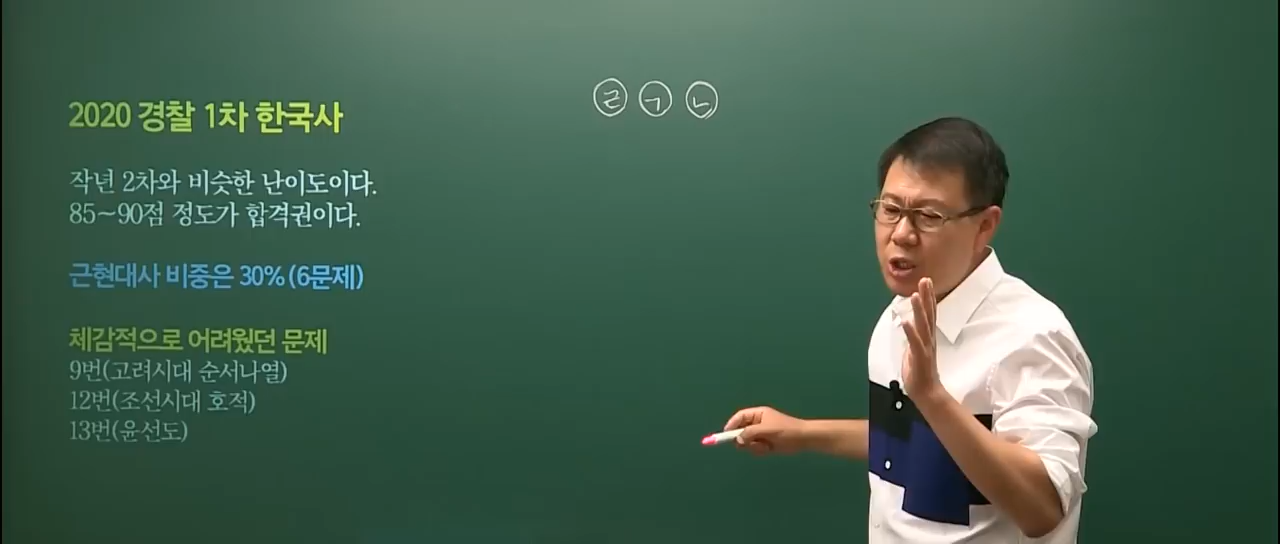 2020 경찰 1차 한국사
㉣ ㉠ ㉡
작년 2차와 비슷한 난이도이다.
85~90점 정도가 합격권이다.
근현대사 비중은 30% (6문제)
체감적으로 어려웠던 문제
9번(고려시대 순서나열)
12번(조선시대 호적)
13번(윤선도)